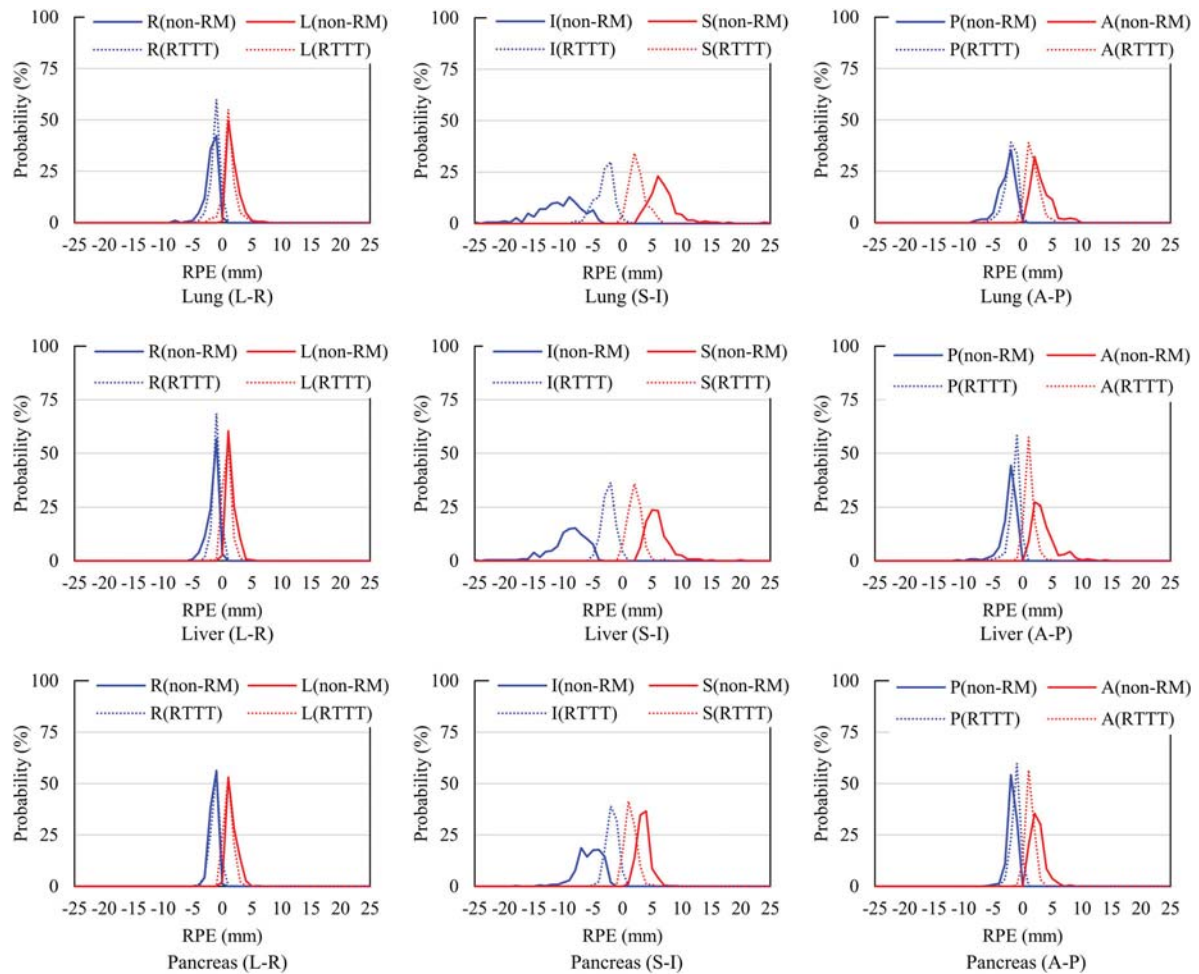 R(non-RM) L(non-RM)
R(RTTT) L(RTTT)
Probability (%)
100
75
50
25
0
-25 -20 -15 -10 -5 0 5 10 15 20 25
RPE (mm)
Lung (L-R)
I(non-RM) S(non-RM)
I(RTTT) S(RTTT)
Probability (%)
100
75
50
25
0
-25 -20 -15 -10 -5 0 5 10 15 20 25
RPE (mm)
Lung (S-I)
P(non-RM) A(non-RM)
P(RTTT) A(RTTT)
Probability (%)
100
75
50
25
0
-25 -20 -15 -10 -5 0 5 10 15 20 25
RPE (mm)
Lung (A-P)
R(non-RM) L(non-RM)
R(RTTT) L(RTTT)
Probability (%)
100
75
50
25
0
-25 -20 -15 -10 -5 0 5 10 15 20 25
RPE (mm)
Liver (L-R)
I(non-RM) S(non-RM)
I(RTTT) S(RTTT)
Probability (%)
100
75
50
25
0
-25 -20 -15 -10 -5 0 5 10 15 20 25
RPE (mm)
Liver (S-I)
P(non-RM) A(non-RM)
P(RTTT) A(RTTT)
Probability (%)
100
75
50
25
0
-25 -20 -15 -10 -5 0 5 10 15 20 25
RPE (mm)
Liver (A-P)
R(non-RM) L(non-RM)
R(RTTT) L(RTTT)
Probability (%)
100
75
50
25
0
-25 -20 -15 -10 -5 0 5 10 15 20 25
RPE (mm)
Pancreas (L-R)
I(non-RM) S(non-RM)
I(RTTT) S(RTTT)
Probability (%)
100
75
50
25
0
-25 -20 -15 -10 -5 0 5 10 15 20 25
RPE (mm)
Pancreas (S-I)
P(non-RM) A(non-RM)
P(RTTT) A(RTTT)
Probability (%)
100
75
50
25
0
-25 -20 -15 -10 -5 0 5 10 15 20 25
RPE (mm)
Pancreas (A-P)